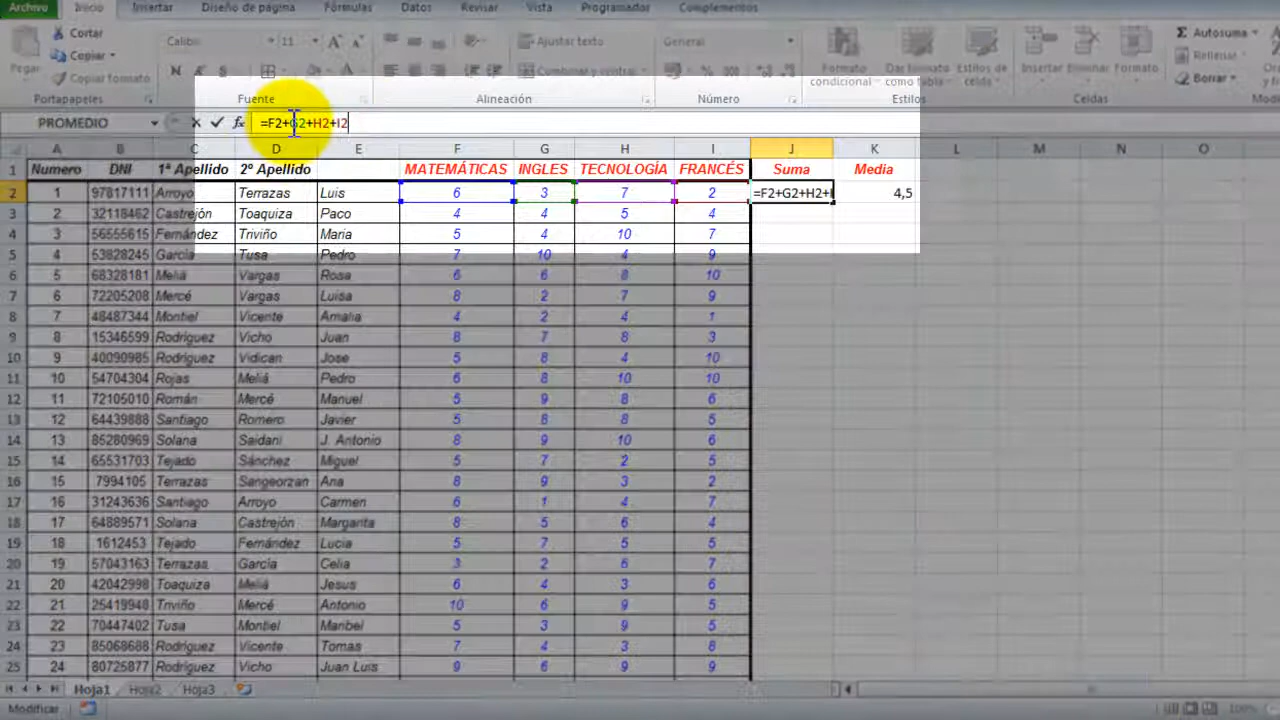 Archivo Inicio Insertar Diseño de página Fórmulas Datos Revisar Vista Programador Complementos
Cortar Calibri 11 Ajustar texto General Σ Autosuma
Copiar Rellenar
Pegar Copiar formato N Combinar y centrar % Formato condicional Dar formato como tabla Estilos de celda Insertar Eliminar Formato Borrar
Portapapeles Fuente Alineación Número Estilos Celdas
PROMEDIO fx =F2+G2+H2+I2
A B C D E F G H I J K L M N O
1 Numero DNI 1ª Apellido 2º Apellido MATEMÁTICAS INGLES TECNOLOGÍA FRANCÉS Suma Media
2 1 97817111 Arroyo Terrazas Luis 6 3 7 2 =F2+G2+H2+I 4,5
3 2 32118462 Castrejón Toaquiza Paco 4 4 5 4
4 3 56555615 Fernández Triviño Maria 5 4 10 7
5 4 53828245 García Tusa Pedro 7 10 4 9
6 5 68328181 Meliá Vargas Rosa 6 6 8 10
7 6 72205208 Mercé Vargas Luisa 8 2 7 9
8 7 48487344 Montiel Vicente Amalia 4 2 4 1
9 8 15346599 Rodríguez Vicho Juan 8 7 8 3
10 9 40090985 Rodríguez Vidican Jose 5 8 4 10
11 10 54704304 Rojas Meliá Pedro 6 8 10 10
12 11 72105010 Román Mercé Manuel 5 9 8 6
13 12 64439888 Santiago Romero Javier 5 8 8 5
14 13 85280969 Solana Saidani J. Antonio 8 9 10 6
15 14 65531703 Tejado Sánchez Miguel 5 7 2 5
16 15 7994105 Terrazas Sangeorzan Ana 8 9 3 2
17 16 31243636 Santiago Arroyo Carmen 6 1 4 7
18 17 64889571 Solana Castrejón Margarita 8 5 6 4
19 18 1612453 Tejado Fernández Lucia 5 7 5 5
20 19 57043163 Terrazas García Celia 3 2 6 7
21 20 42042998 Toaquiza Meliá Jesus 6 4 3 6
22 21 25419948 Triviño Mercé Antonio 10 6 9 5
23 22 70447402 Tusa Montiel Maribel 5 3 9 5
24 23 85068688 Rodríguez Vicente Tomas 7 4 3 8
25 24 80725877 Rodríguez Vicho Juan Luis 9 6 9 9
Hoja1 Hoja2 Hoja3
Modificar 100%